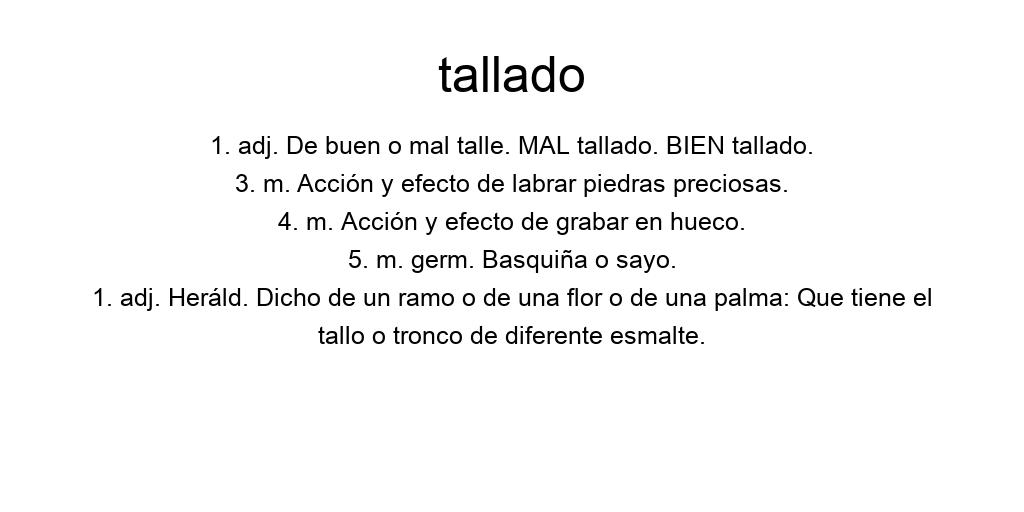 tallado
1. adj. De buen o mal talle. MAL tallado. BIEN tallado.
3. m. Acción y efecto de labrar piedras preciosas.
4. m. Acción y efecto de grabar en hueco.
5. m. germ. Basquiña o sayo.
1. adj. Heráld. Dicho de un ramo o de una flor o de una palma: Que tiene el
tallo o tronco de diferente esmalte.